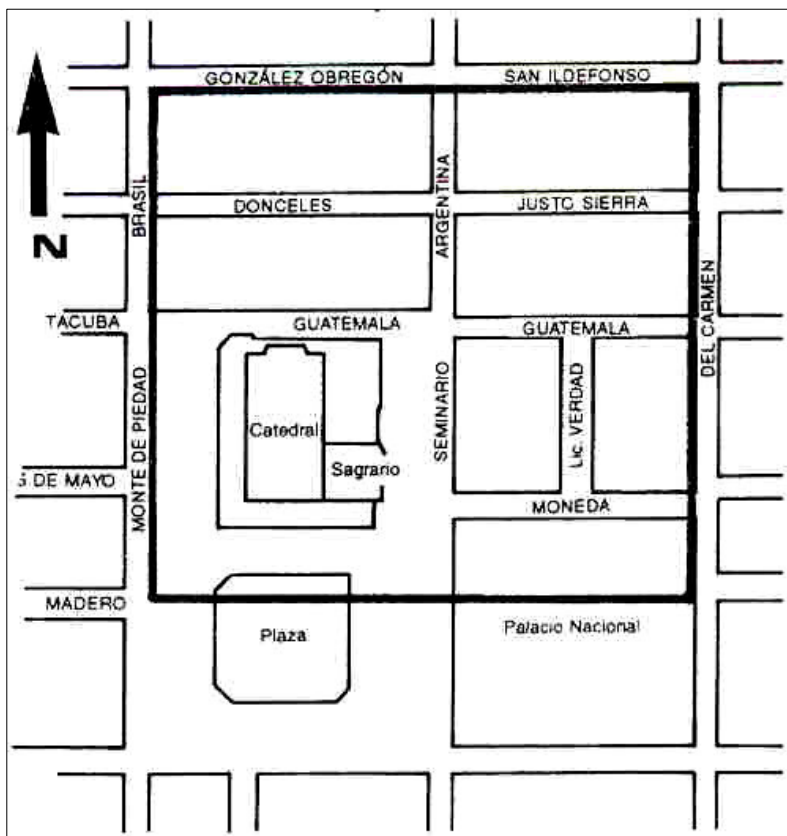 GONZÁLEZ OBREGÓN
SAN ILDEFONSO
BRASIL
ARGENTINA
DONCELES
JUSTO SIERRA
N
TACUBA
GUATEMALA
GUATEMALA
DEL CARMEN
MONTE DE PIEDAD
Catedral
Sagrario
SEMINARIO
Lic. VERDAD
5 DE MAYO
MONEDA
MADERO
Plaza
Palacio Nacional